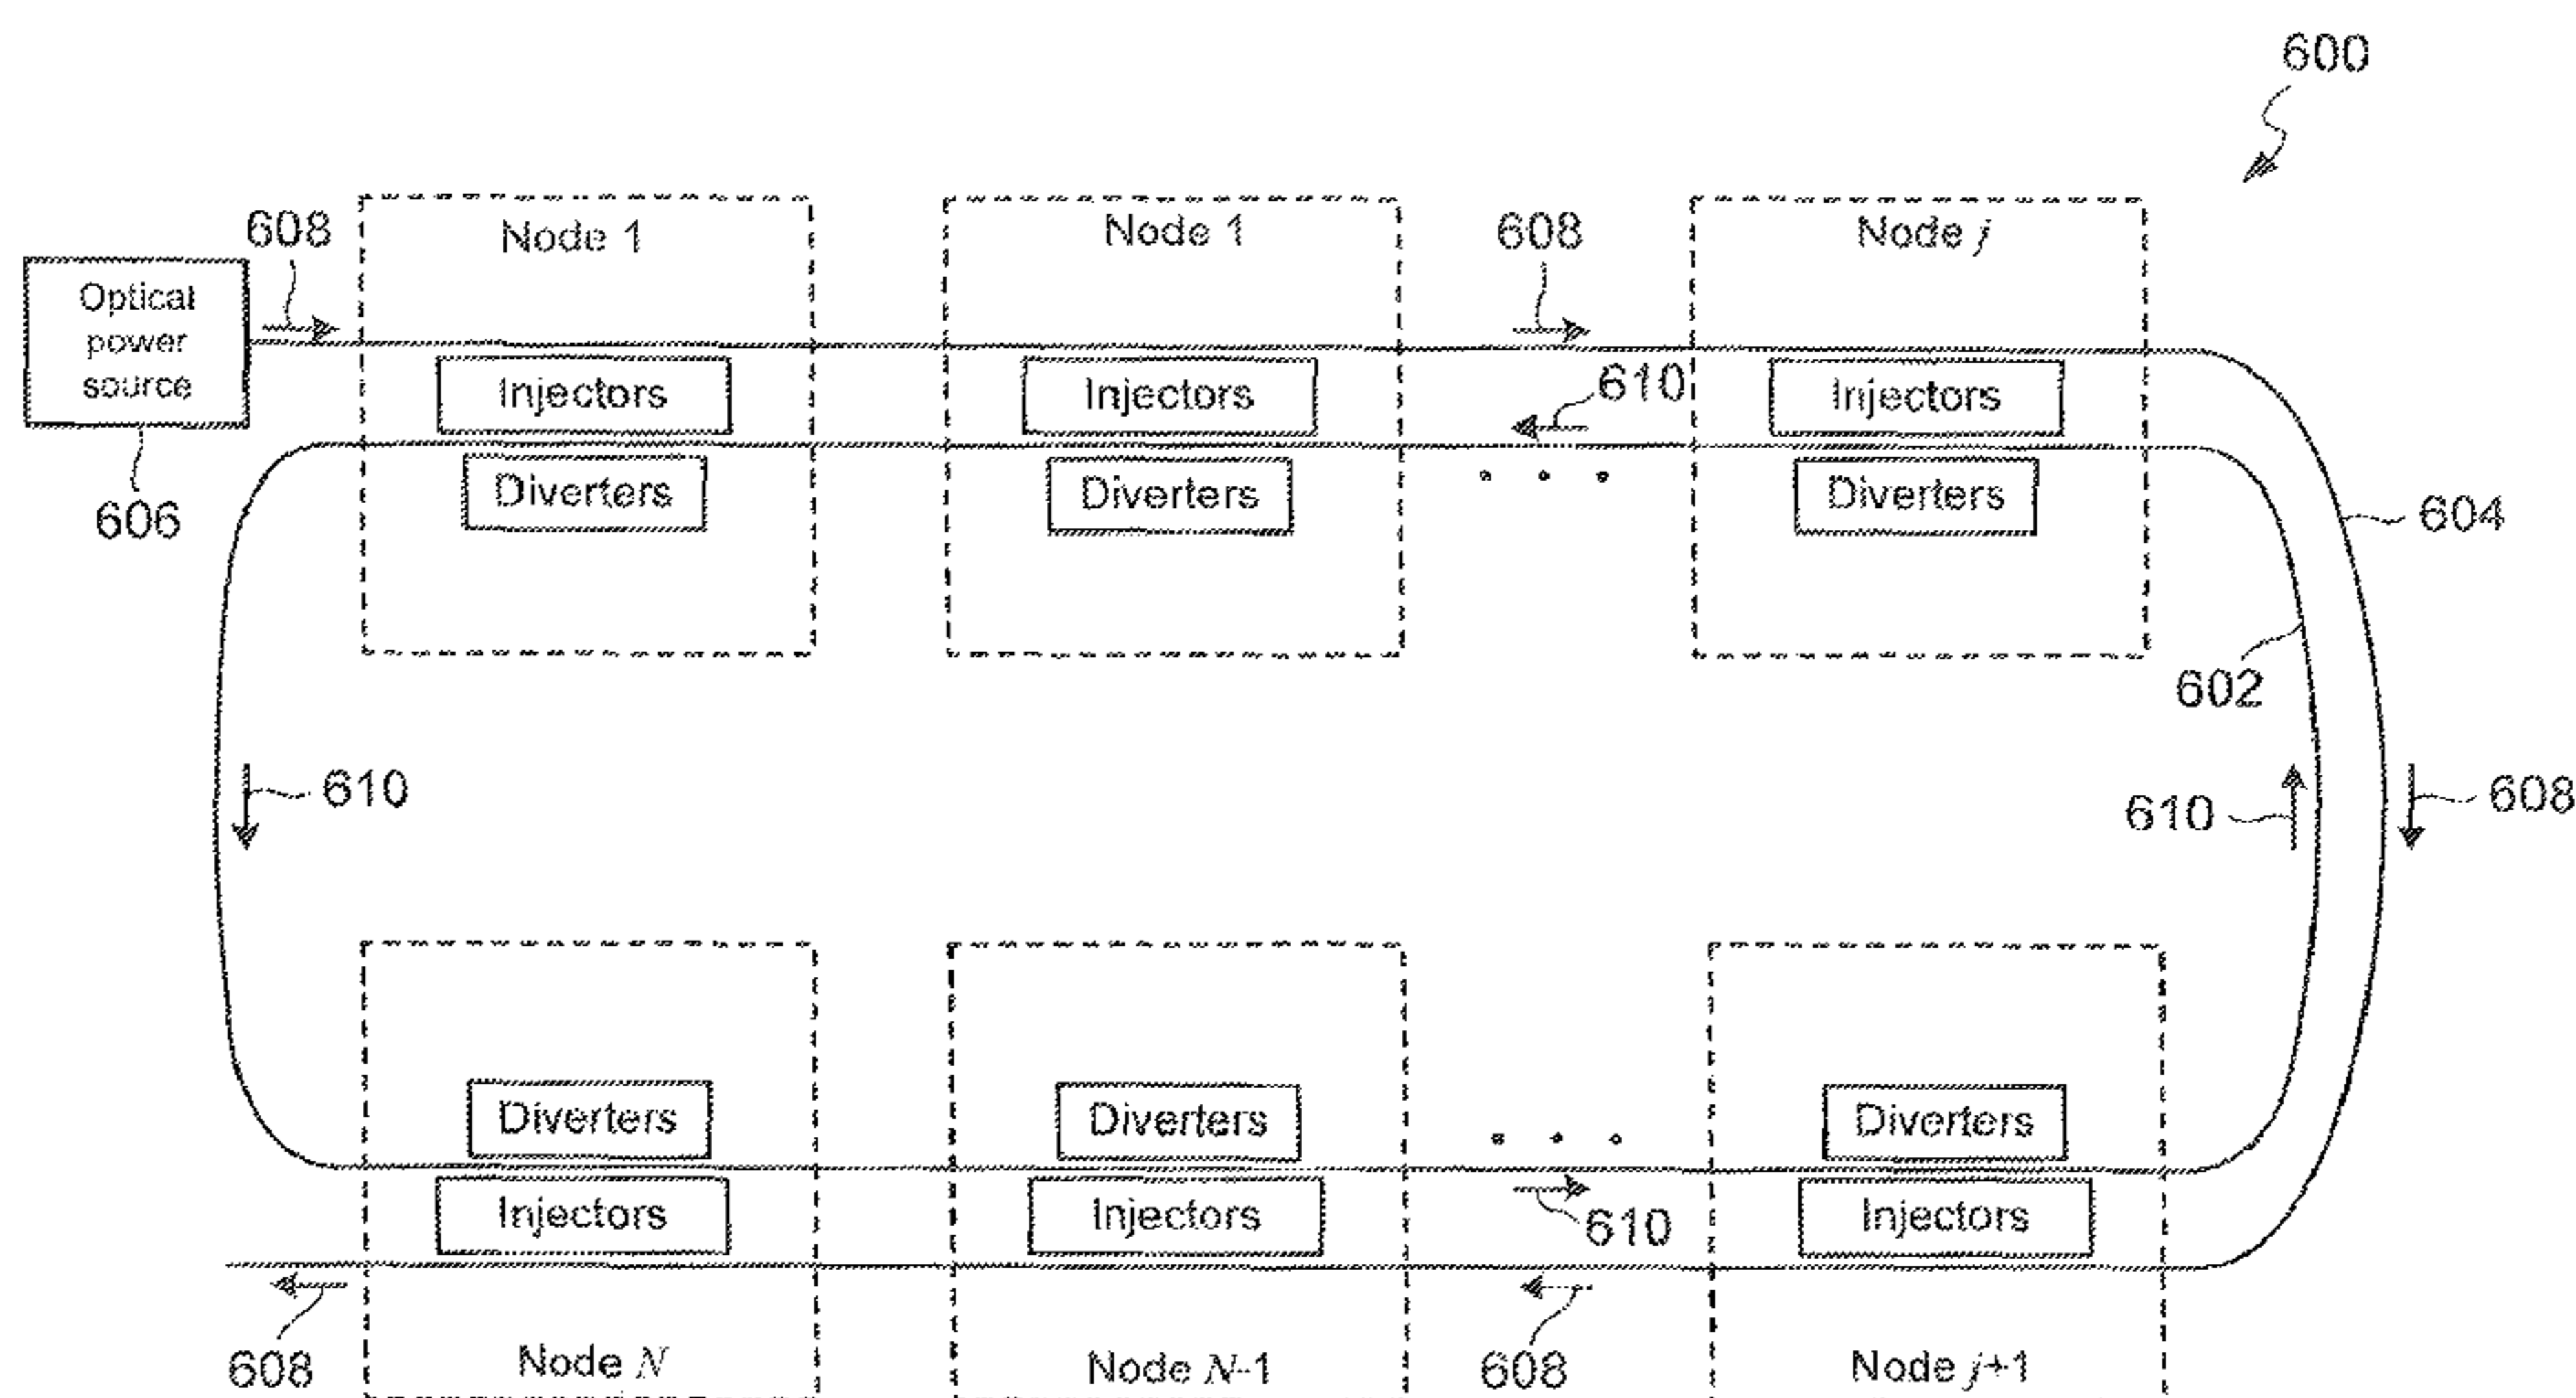 600
608
Node 1
Node 1
608
Node j
Optical
power
source
Injectors
Injectors
610
Injectors
606
Diverters
Diverters
Diverters
604
602
610
610
608
Diverters
Diverters
Diverters
Injectors
Injectors
610
Injectors
608
Node N
Node N-1
608
Node j+1